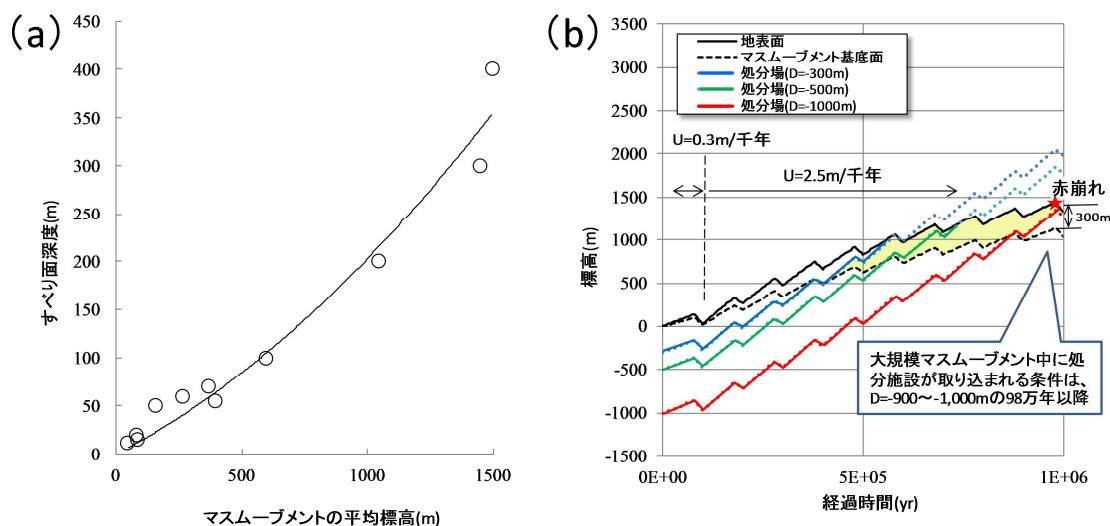 (a)
450
400
350
300
250
200
150
100
50
0
0
500
1000
1500
すべり面深度(m)
マスムーブメントの平均標高(m)
(b)
3500
3000
2500
2000
1500
1000
500
0
-500
-1000
-1500
標高(m)
地表面
マスムーブメント基底面
処分場(D=-300m)
処分場(D=-500m)
処分場(D=-1000m)
U=0.3m/千年
U=2.5m/千年
赤崩れ
300m
大規模マスムーブメント中に処
分施設が取り込まれる条件は、
D=-900～-1,000mの98万年以降
0E+00
5E+05
1E+06
経過時間(yr)